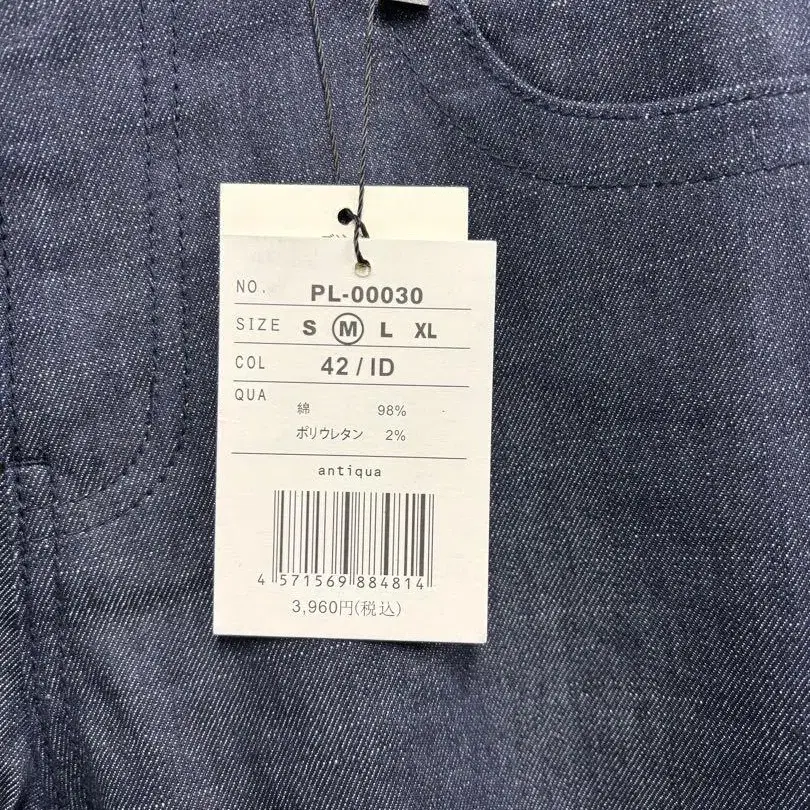 NO. PL-00030
SIZE S M L XL
COL 42 / ID
QUA
綿 98%
ポリウレタン 2%
antiqua
4 571569 884814
3,960円(税込)